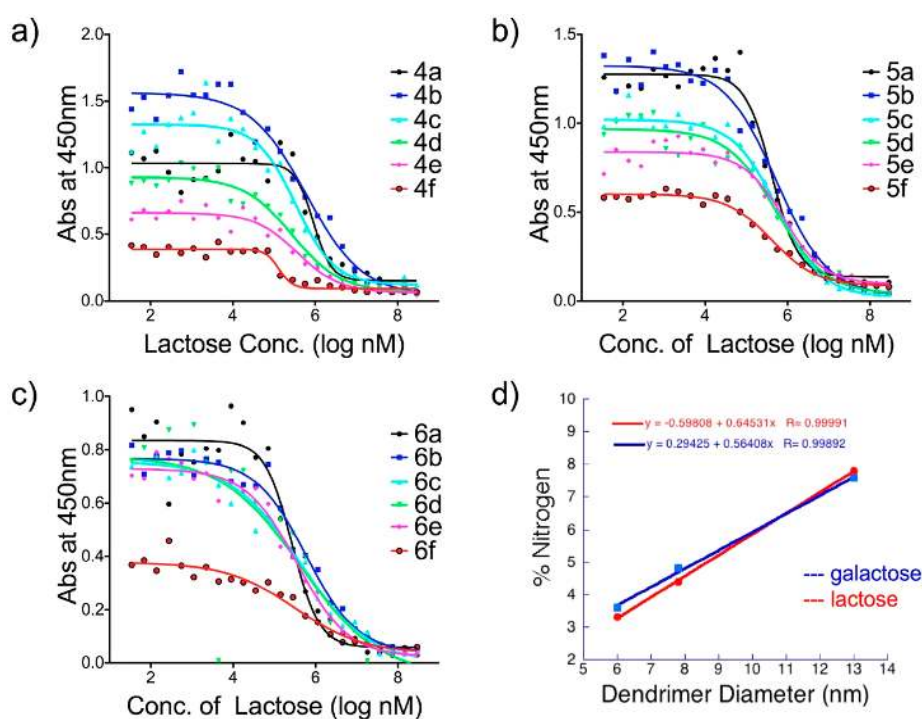 a)
2.0
1.5
1.0
0.5
0.0
Abs at 450nm
2 4 6 8
Lactose Conc. (log nM)
4a
4b
4c
4d
4e
4f
b)
1.5
1.0
0.5
0.0
Abs at 450nm
2 4 6 8
Conc. of Lactose (log nM)
5a
5b
5c
5d
5e
5f
c)
1.0
0.8
0.6
0.4
0.2
0.0
Abs at 450nm
2 4 6 8
Conc. of Lactose (log nM)
6a
6b
6c
6d
6e
6f
d)
10
9
8
7
6
5
4
3
2
% Nitrogen
y = -0.59808 + 0.64531x R= 0.99991
y = 0.29425 + 0.56408x R= 0.99892
galactose
lactose
5 6 7 8 9 10 11 12 13 14
Dendrimer Diameter (nm)